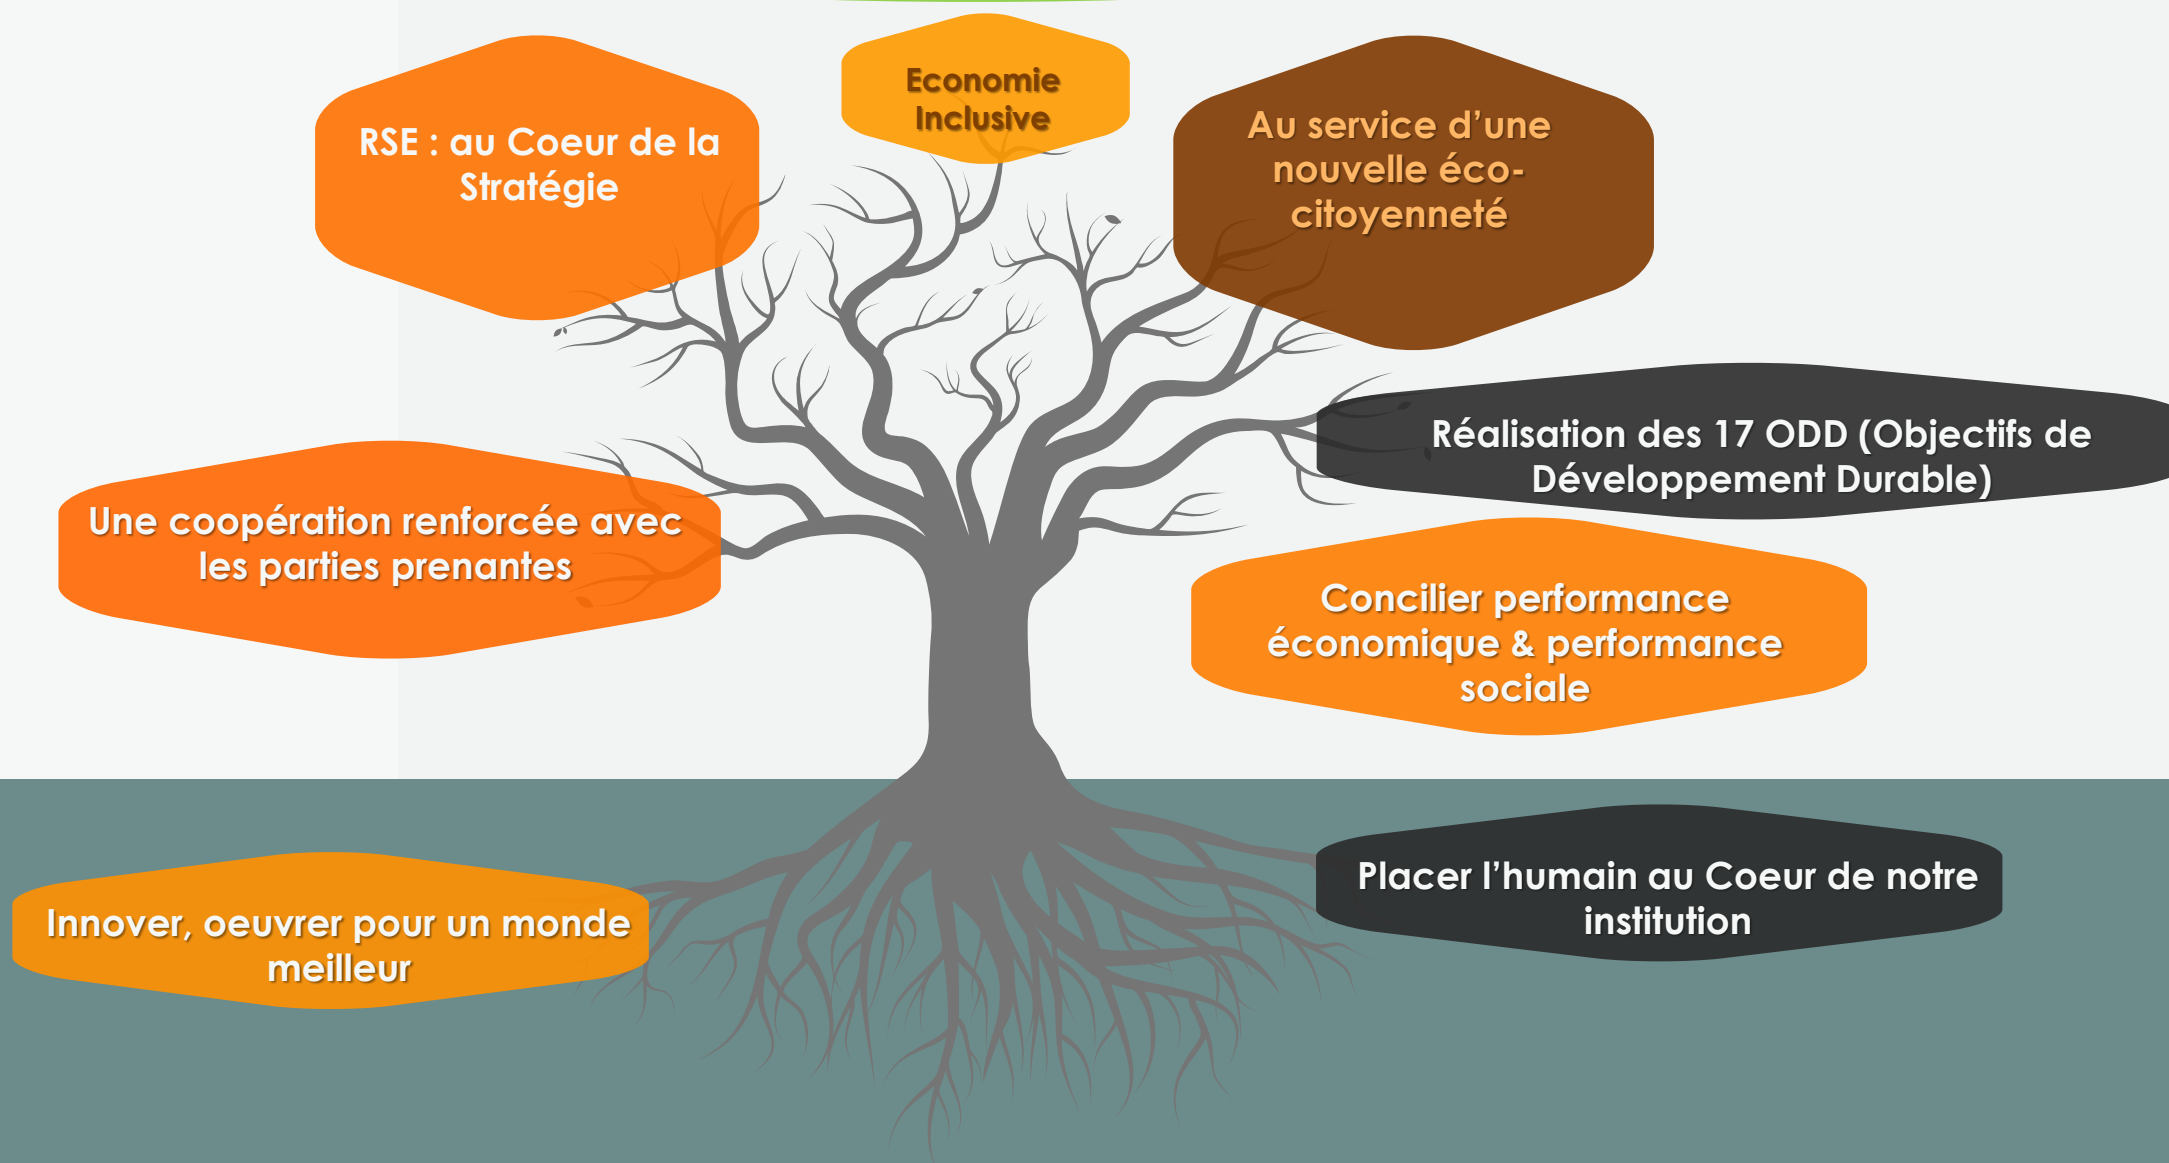 Economie
Inclusive
RSE : au Coeur de la
Stratégie
Au service d’une
nouvelle éco-
citoyenneté
Réalisation des 17 ODD (Objectifs de
Développement Durable)
Une coopération renforcée avec
les parties prenantes
Concilier performance
économique & performance
sociale
Placer l’humain au Coeur de notre
institution
Innover, oeuvrer pour un monde
meilleur